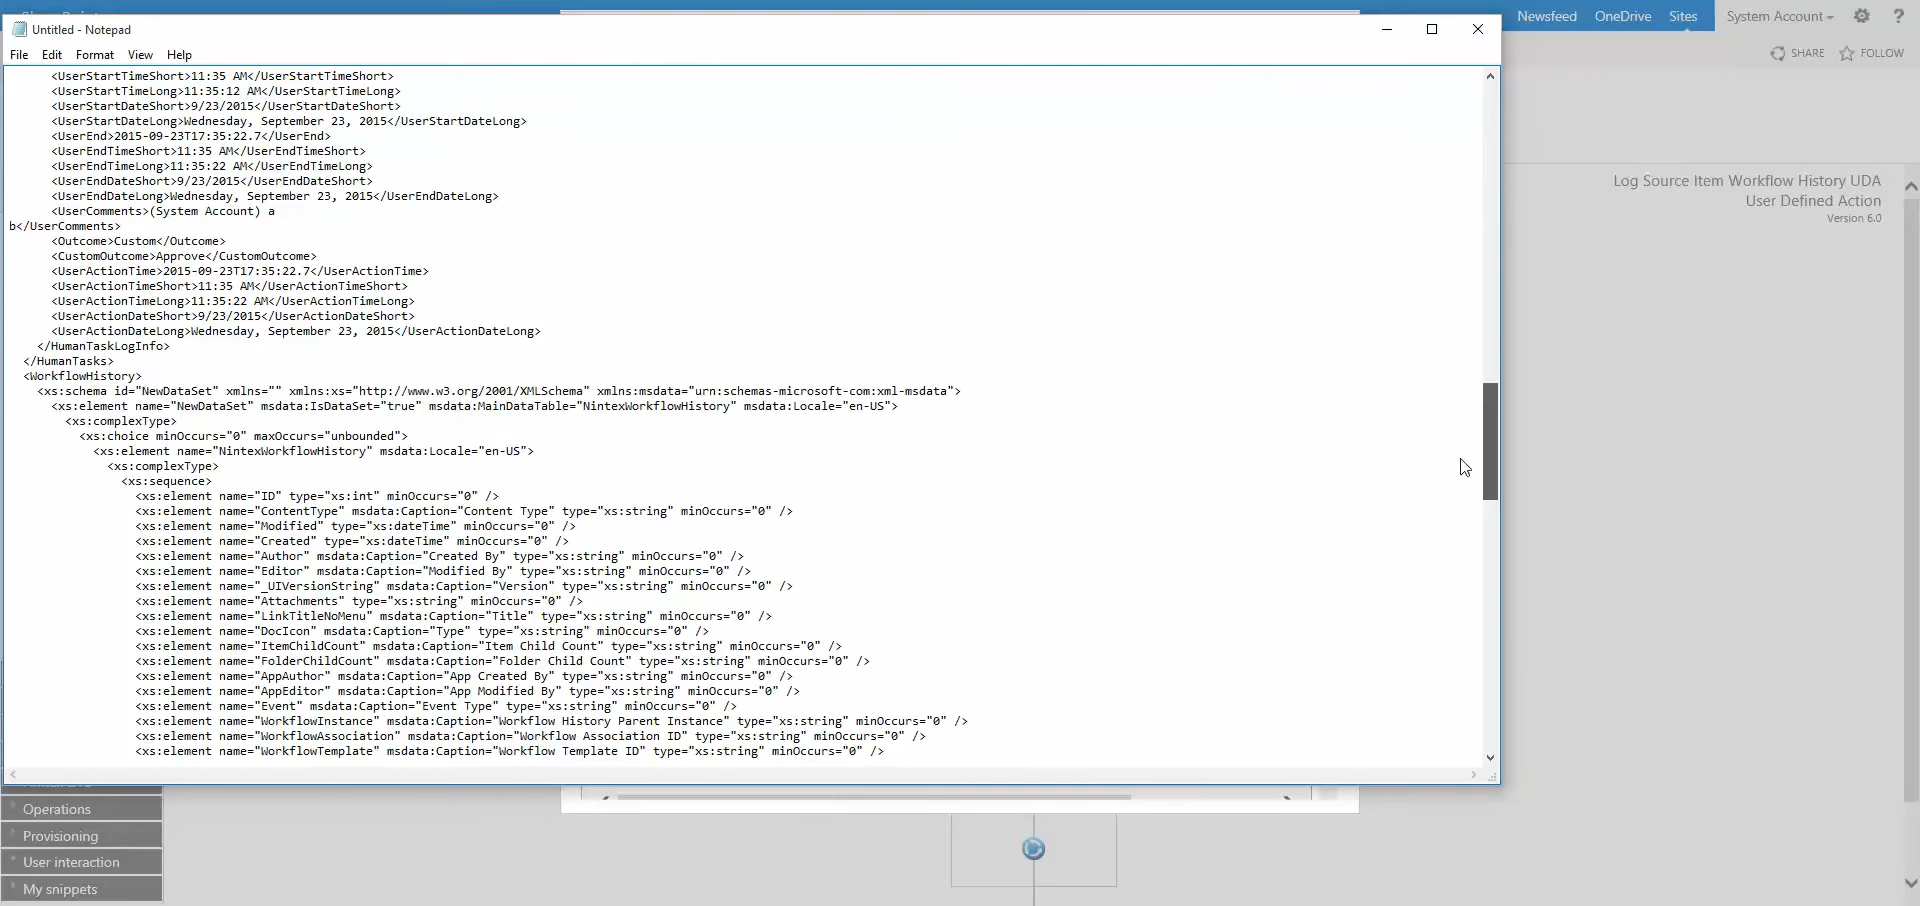 Newsfeed OneDrive Sites System Account ?
Untitled - Notepad
File Edit Format View Help
SHARE FOLLOW
<UserStartTimeShort>11:35 AM</UserStartTimeShort>
<UserStartTimeLong>11:35:12 AM</UserStartTimeLong>
<UserStartDateShort>9/23/2015</UserStartDateShort>
<UserStartDateLong>Wednesday, September 23, 2015</UserStartDateLong>
<UserEnd>2015-09-23T17:35:22.7</UserEnd>
<UserEndTimeShort>11:35 AM</UserEndTimeShort>
<UserEndTimeLong>11:35:22 AM</UserEndTimeLong>
<UserEndDateShort>9/23/2015</UserEndDateShort>
<UserEndDateLong>Wednesday, September 23, 2015</UserEndDateLong>
<UserComments>(System Account) a
b</UserComments>
<Outcome>Custom</Outcome>
<CustomOutcome>Approve</CustomOutcome>
<UserActionTime>2015-09-23T17:35:22.7</UserActionTime>
<UserActionTimeShort>11:35 AM</UserActionTimeShort>
<UserActionTimeLong>11:35:22 AM</UserActionTimeLong>
<UserActionDateShort>9/23/2015</UserActionDateShort>
<UserActionDateLong>Wednesday, September 23, 2015</UserActionDateLong>
</HumanTaskLogInfo>
</HumanTasks>
<WorkflowHistory>
<xs:schema id="NewDataSet" xmlns="" xmlns:xs="http://www.w3.org/2001/XMLSchema" xmlns:msdata="urn:schemas-microsoft-com:xml-msdata">
<xs:element name="NewDataSet" msdata:IsDataSet="true" msdata:MainDataTable="NintexWorkflowHistory" msdata:Locale="en-US">
<xs:complexType>
<xs:choice minOccurs="0" maxOccurs="unbounded">
<xs:element name="NintexWorkflowHistory" msdata:Locale="en-US">
<xs:complexType>
<xs:sequence>
<xs:element name="ID" type="xs:int" minOccurs="0" />
<xs:element name="ContentType" msdata:Caption="Content Type" type="xs:string" minOccurs="0" />
<xs:element name="Modified" type="xs:dateTime" minOccurs="0" />
<xs:element name="Created" type="xs:dateTime" minOccurs="0" />
<xs:element name="Author" msdata:Caption="Created By" type="xs:string" minOccurs="0" />
<xs:element name="Editor" msdata:Caption="Modified By" type="xs:string" minOccurs="0" />
<xs:element name="_UIVersionString" msdata:Caption="Version" type="xs:string" minOccurs="0" />
<xs:element name="Attachments" type="xs:string" minOccurs="0" />
<xs:element name="LinkTitleNoMenu" msdata:Caption="Title" type="xs:string" minOccurs="0" />
<xs:element name="DocIcon" msdata:Caption="Type" type="xs:string" minOccurs="0" />
<xs:element name="ItemChildCount" msdata:Caption="Item Child Count" type="xs:string" minOccurs="0" />
<xs:element name="FolderChildCount" msdata:Caption="Folder Child Count" type="xs:string" minOccurs="0" />
<xs:element name="AppAuthor" msdata:Caption="App Created By" type="xs:string" minOccurs="0" />
<xs:element name="AppEditor" msdata:Caption="App Modified By" type="xs:string" minOccurs="0" />
<xs:element name="Event" msdata:Caption="Event Type" type="xs:string" minOccurs="0" />
<xs:element name="WorkflowInstance" msdata:Caption="Workflow History Parent Instance" type="xs:string" minOccurs="0" />
<xs:element name="WorkflowAssociation" msdata:Caption="Workflow Association ID" type="xs:string" minOccurs="0" />
<xs:element name="WorkflowTemplate" msdata:Caption="Workflow Template ID" type="xs:string" minOccurs="0" />
Log Source Item Workflow History UDA
User Defined Action
Version 6.0
Operations
Provisioning
User interaction
My snippets